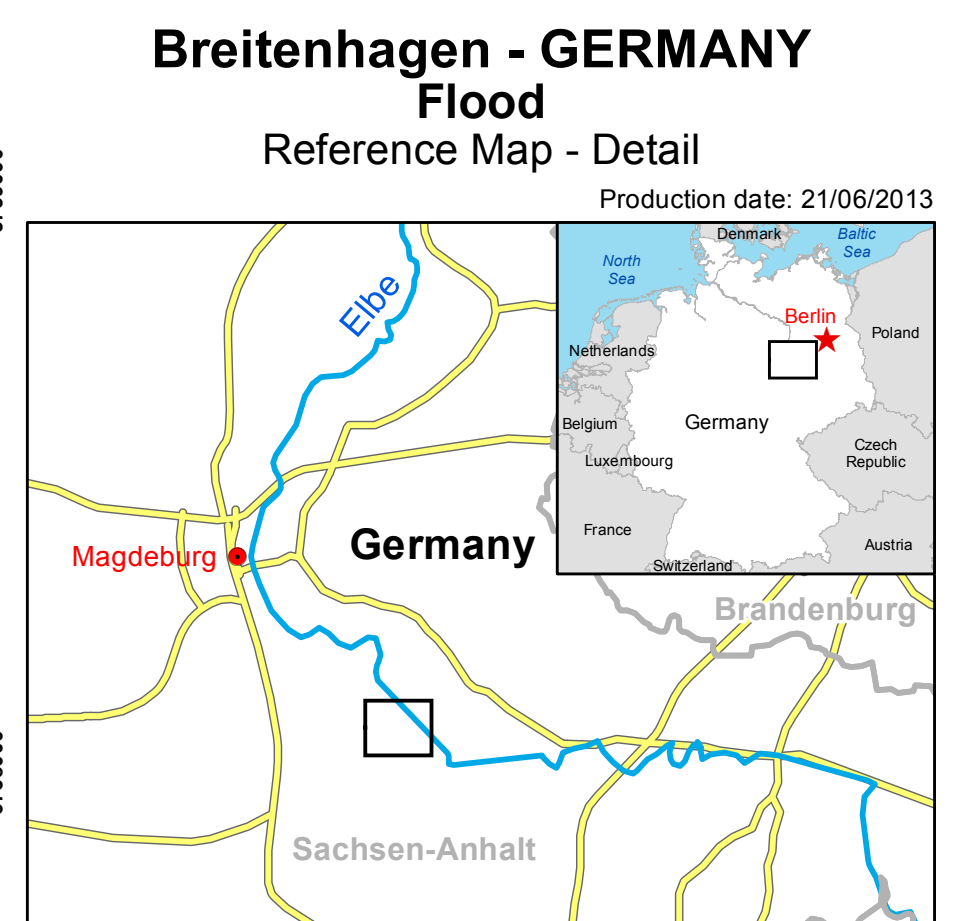 Breitenhagen - GERMANY
Flood
Reference Map - Detail
Production date: 21/06/2013
Denmark
Baltic
Sea
North
Sea
Elbe
Berlin
Poland
Netherlands
Belgium
Germany
Czech
Republic
Luxembourg
France
Austria
Switzerland
Germany
Magdeburg
Brandenburg
Sachsen-Anhalt